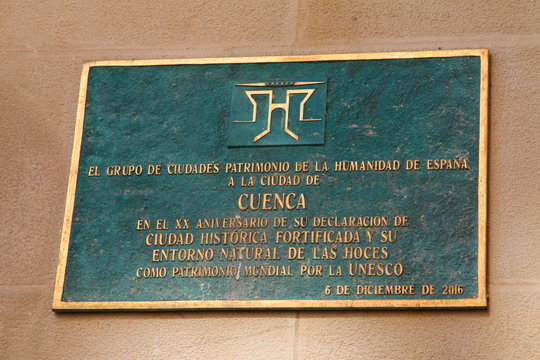 EL GRUPO DE CIUDADES PATRIMONIO DE LA HUMANIDAD DE ESPAÑA
A LA CIUDAD DE
CUENCA
EN EL XX ANIVERSARIO DE SU DECLARACIÓN DE
CIUDAD HISTÓRICA FORTIFICADA Y SU
ENTORNO NATURAL DE LAS HOCES
COMO PATRIMONIO MUNDIAL POR LA UNESCO
6 DE DICIEMBRE DE 2016